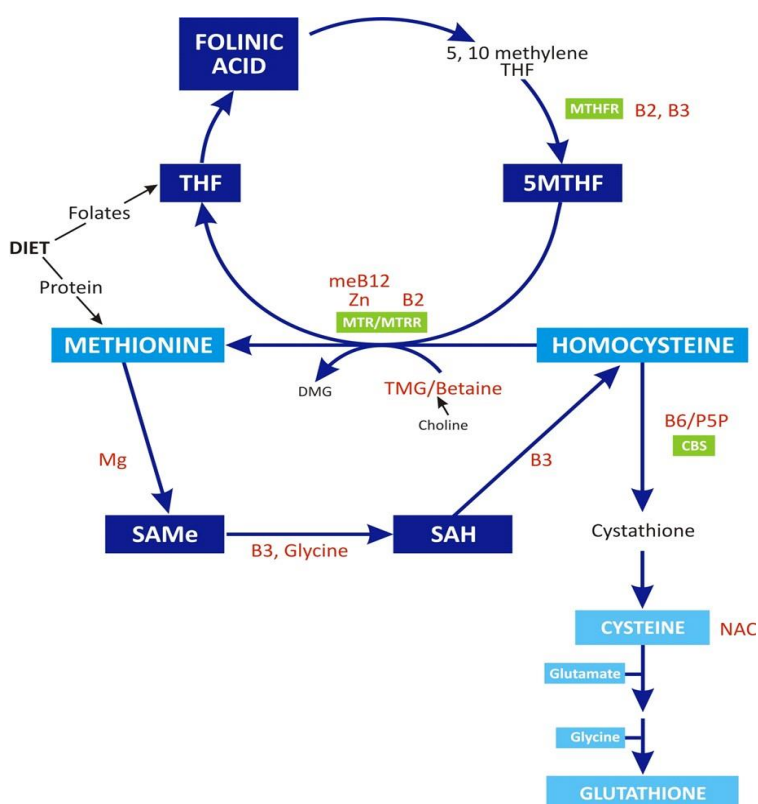 FOLINIC
ACID
5, 10 methylene
THF
MTHFR
B2, B3
THF
5MTHF
Folates
DIET
Protein
meB12
Zn
B2
MTR/MTRR
METHIONINE
HOMOCYSTEINE
DMG
TMG/Betaine
Choline
B6/P5P
CBS
Mg
B3
SAMe
B3, Glycine
SAH
Cystathione
CYSTEINE
NAC
Glutamate
Glycine
GLUTATHIONE